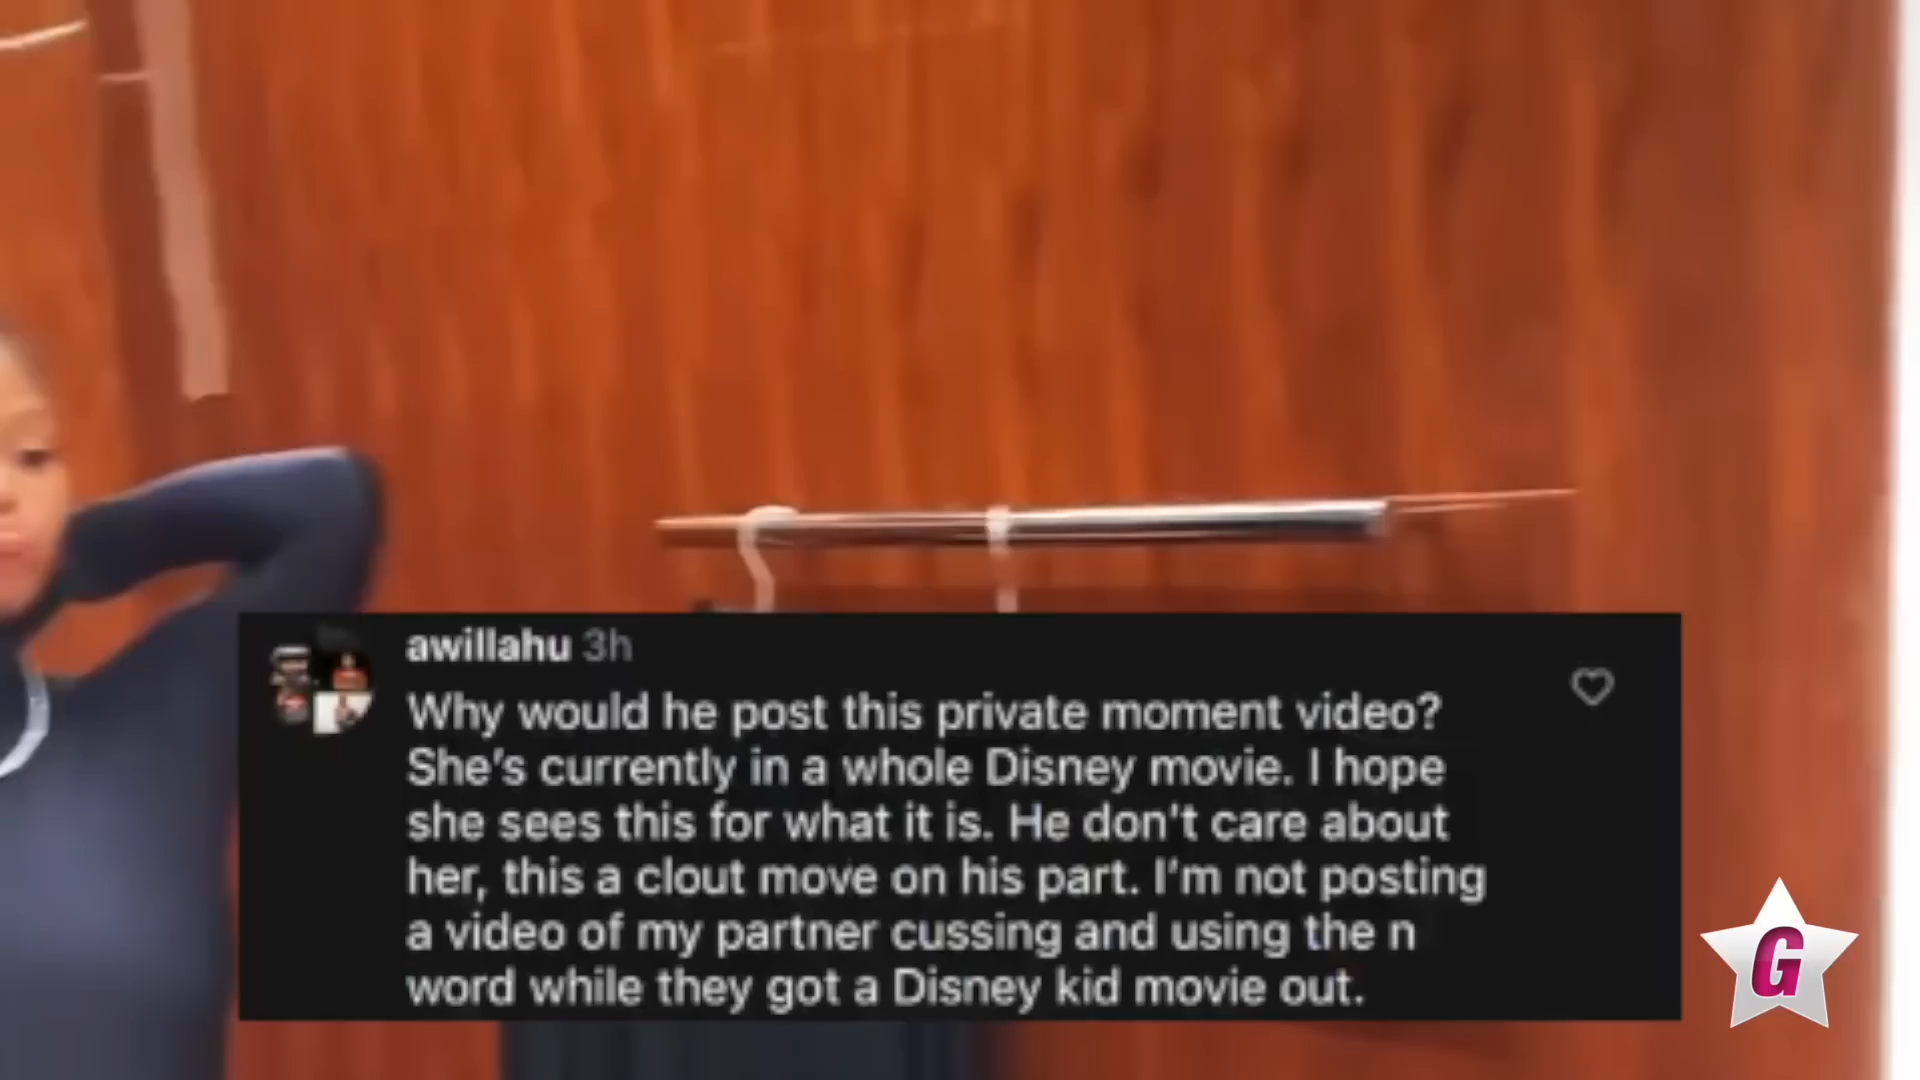 awillahu 3h
Why would he post this private moment video?
She's currently in a whole Disney movie. I hope
she sees this for what it is. He don't care about
her, this a clout move on his part. I'm not posting
a video of my partner cussing and using the n
word while they got a Disney kid movie out.
G